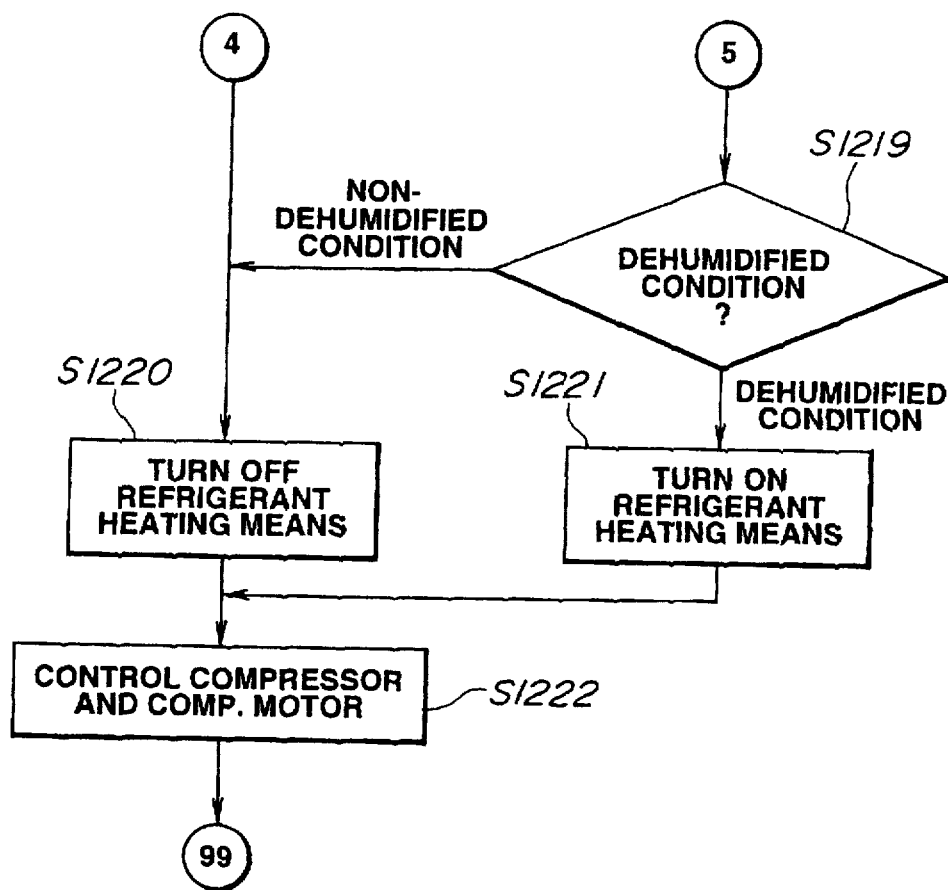 4
5
S1219
NON-
DEHUMIDIFIED
CONDITION
DEHUMIDIFIED
CONDITION
?
S1220
S1221
DEHUMIDIFIED
CONDITION
TURN OFF
REFRIGERANT
HEATING MEANS
TURN ON
REFRIGERANT
HEATING MEANS
CONTROL COMPRESSOR
AND COMP. MOTOR
S1222
99